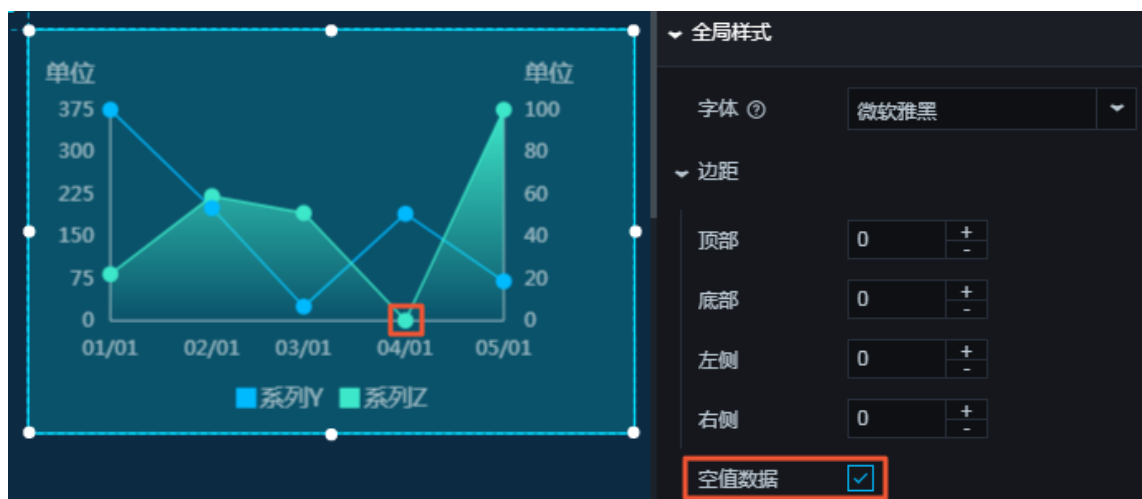 单位 单位
375 100
300 80
225 60
150 40
75 20
0 0
01/01 02/01 03/01 04/01 05/01
系列Y 系列Z
全局样式
字体 ? 微软雅黑
边距
顶部 0 + -
底部 0 + -
左侧 0 + -
右侧 0 + -
空值数据